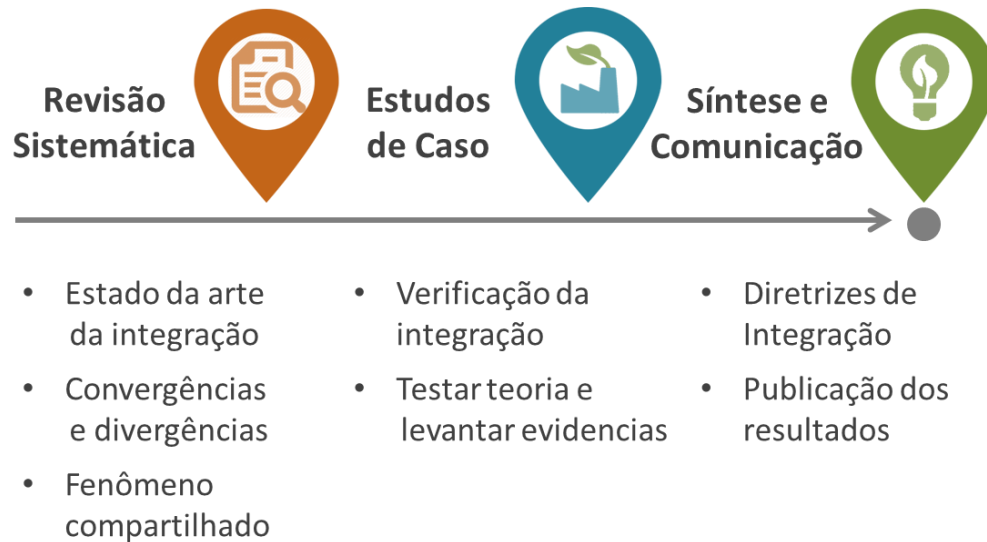 Revisão
Sistemática
Estudos
de Caso
Síntese e
Comunicação
• Estado da arte
da integração
• Convergências
e divergências
• Fenômeno
compartilhado
• Verificação da
integração
• Testar teoria e
levantar evidencias
• Diretrizes de
Integração
• Publicação dos
resultados